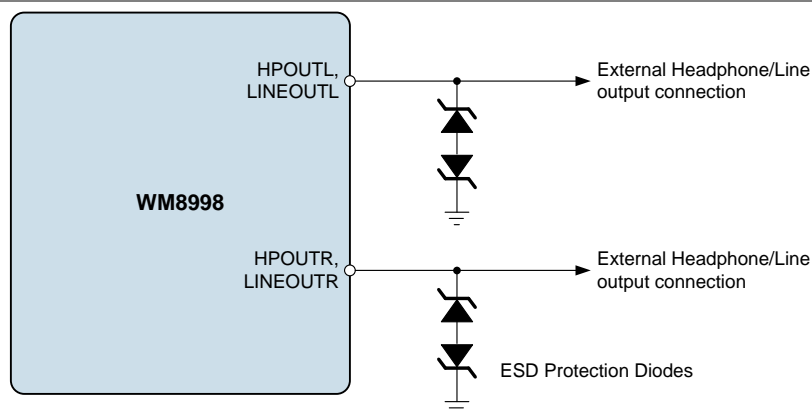 HPOUTL,
LINEOUTL
External Headphone/Line
output connection
WM8998
HPOUTR,
LINEOUTR
External Headphone/Line
output connection
ESD Protection Diodes